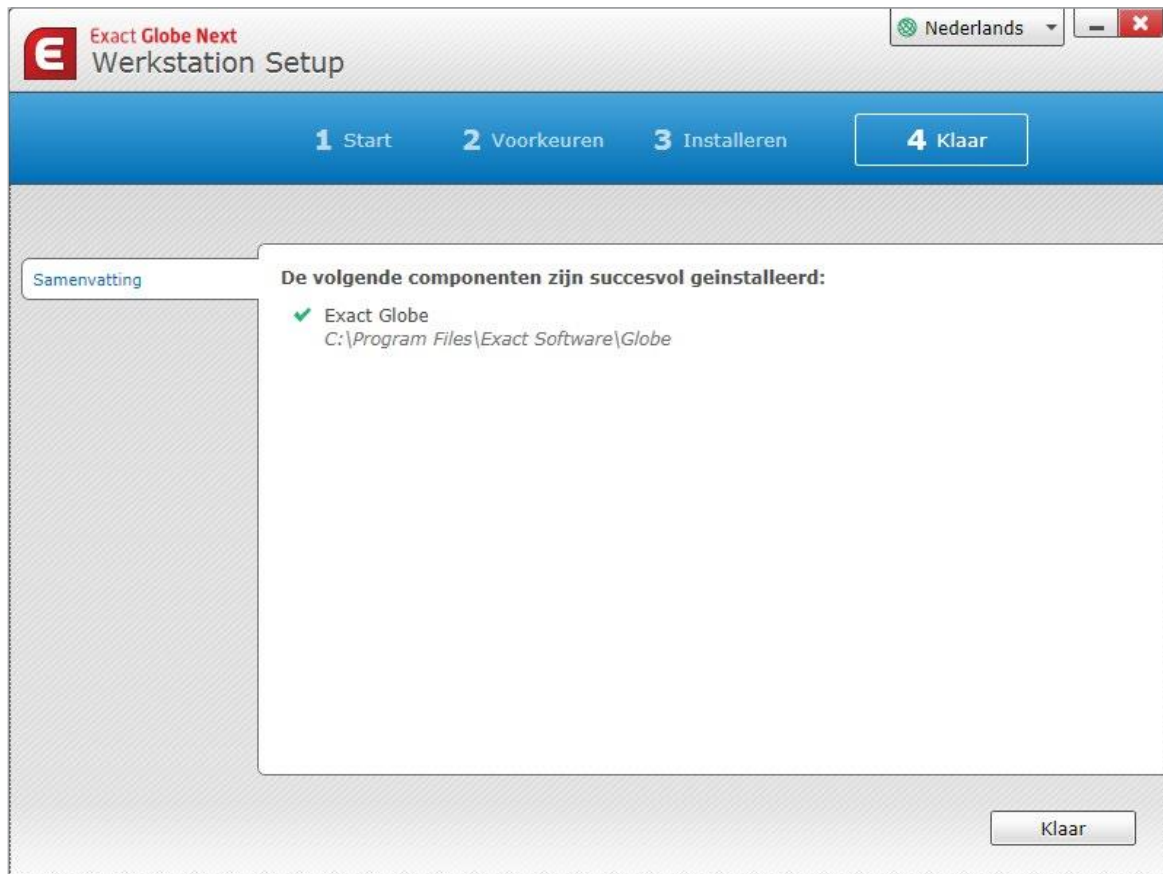 Exact Globe Next
Werkstation Setup
Nederlands
1 Start
2 Voorkeuren
3 Installeren
4 Klaar
Samenvatting
De volgende componenten zijn succesvol geinstalleerd:
Exact Globe
C:\Program Files\Exact Software\Globe
Klaar